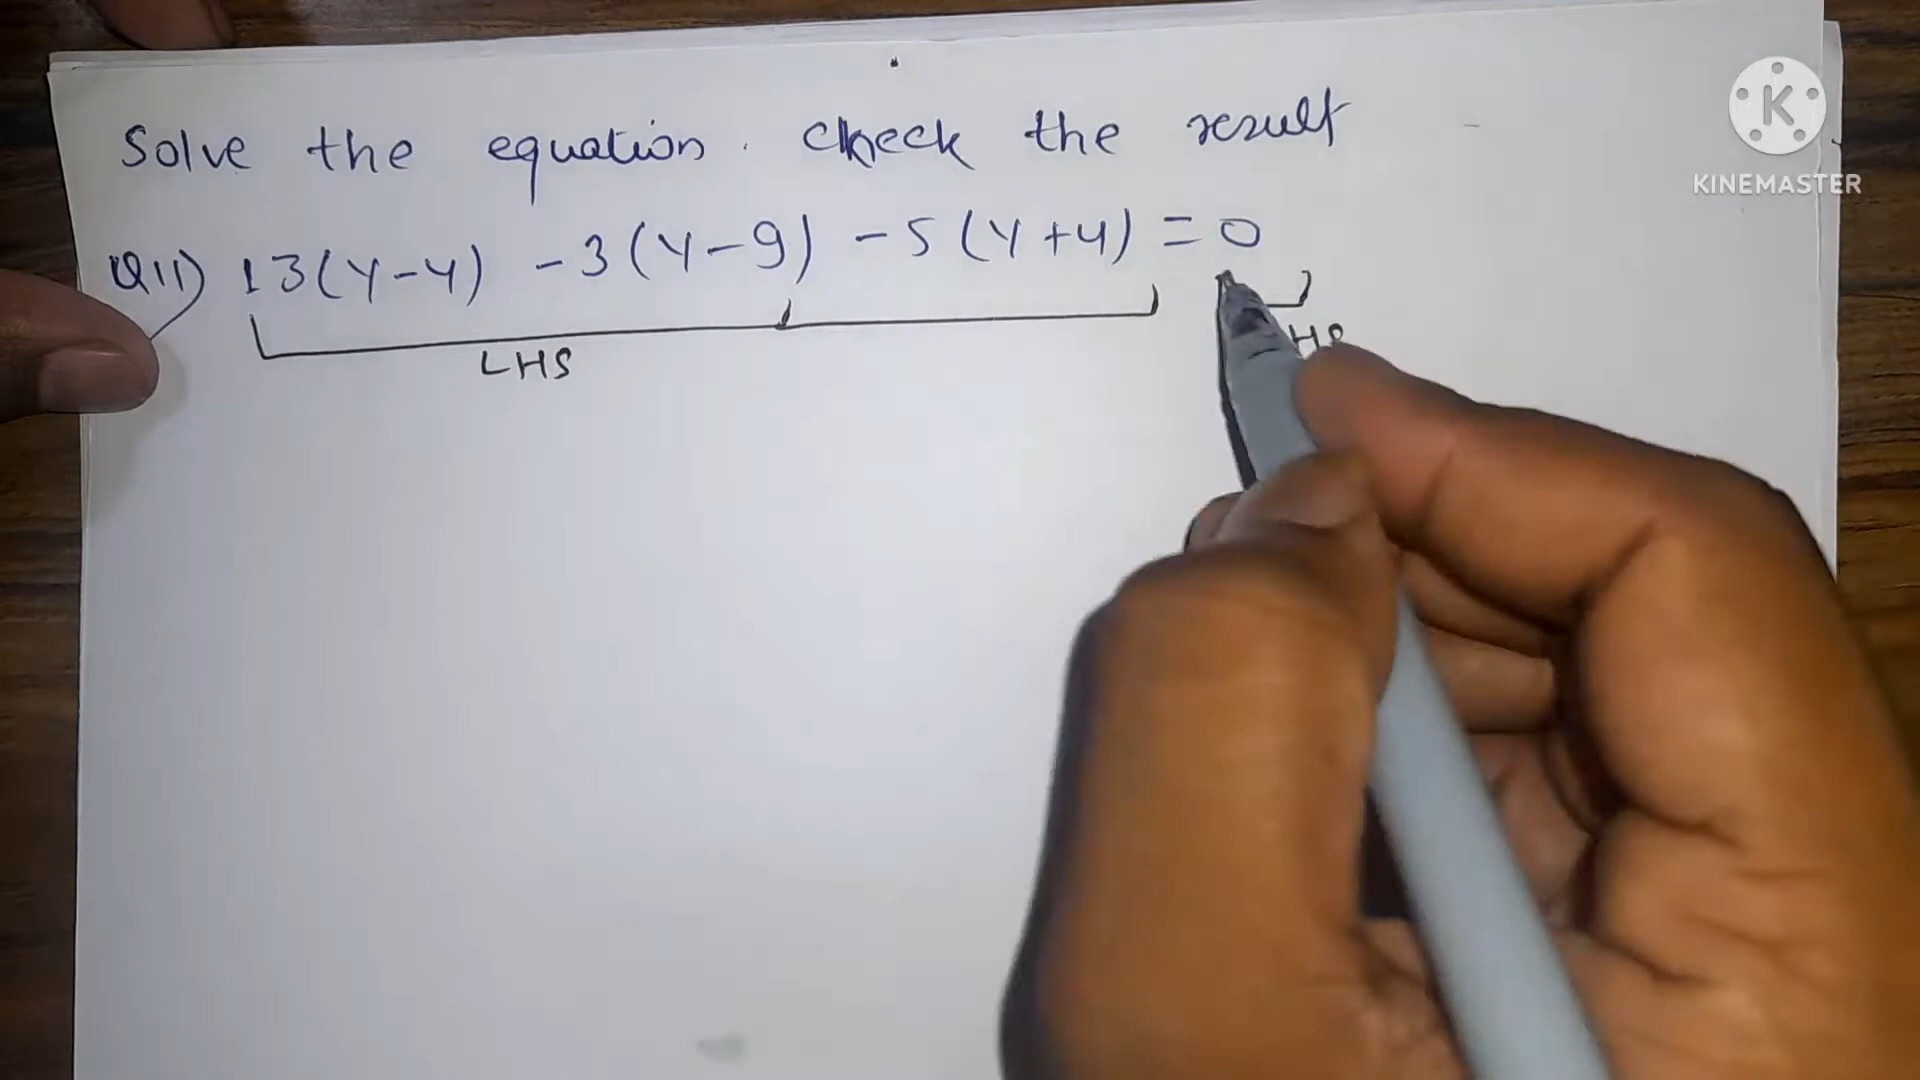 Solve the equation. Check the result
KINEMASTER
Q11) 13(y-4) -3(y-9) -5(y+4) =0
LHS